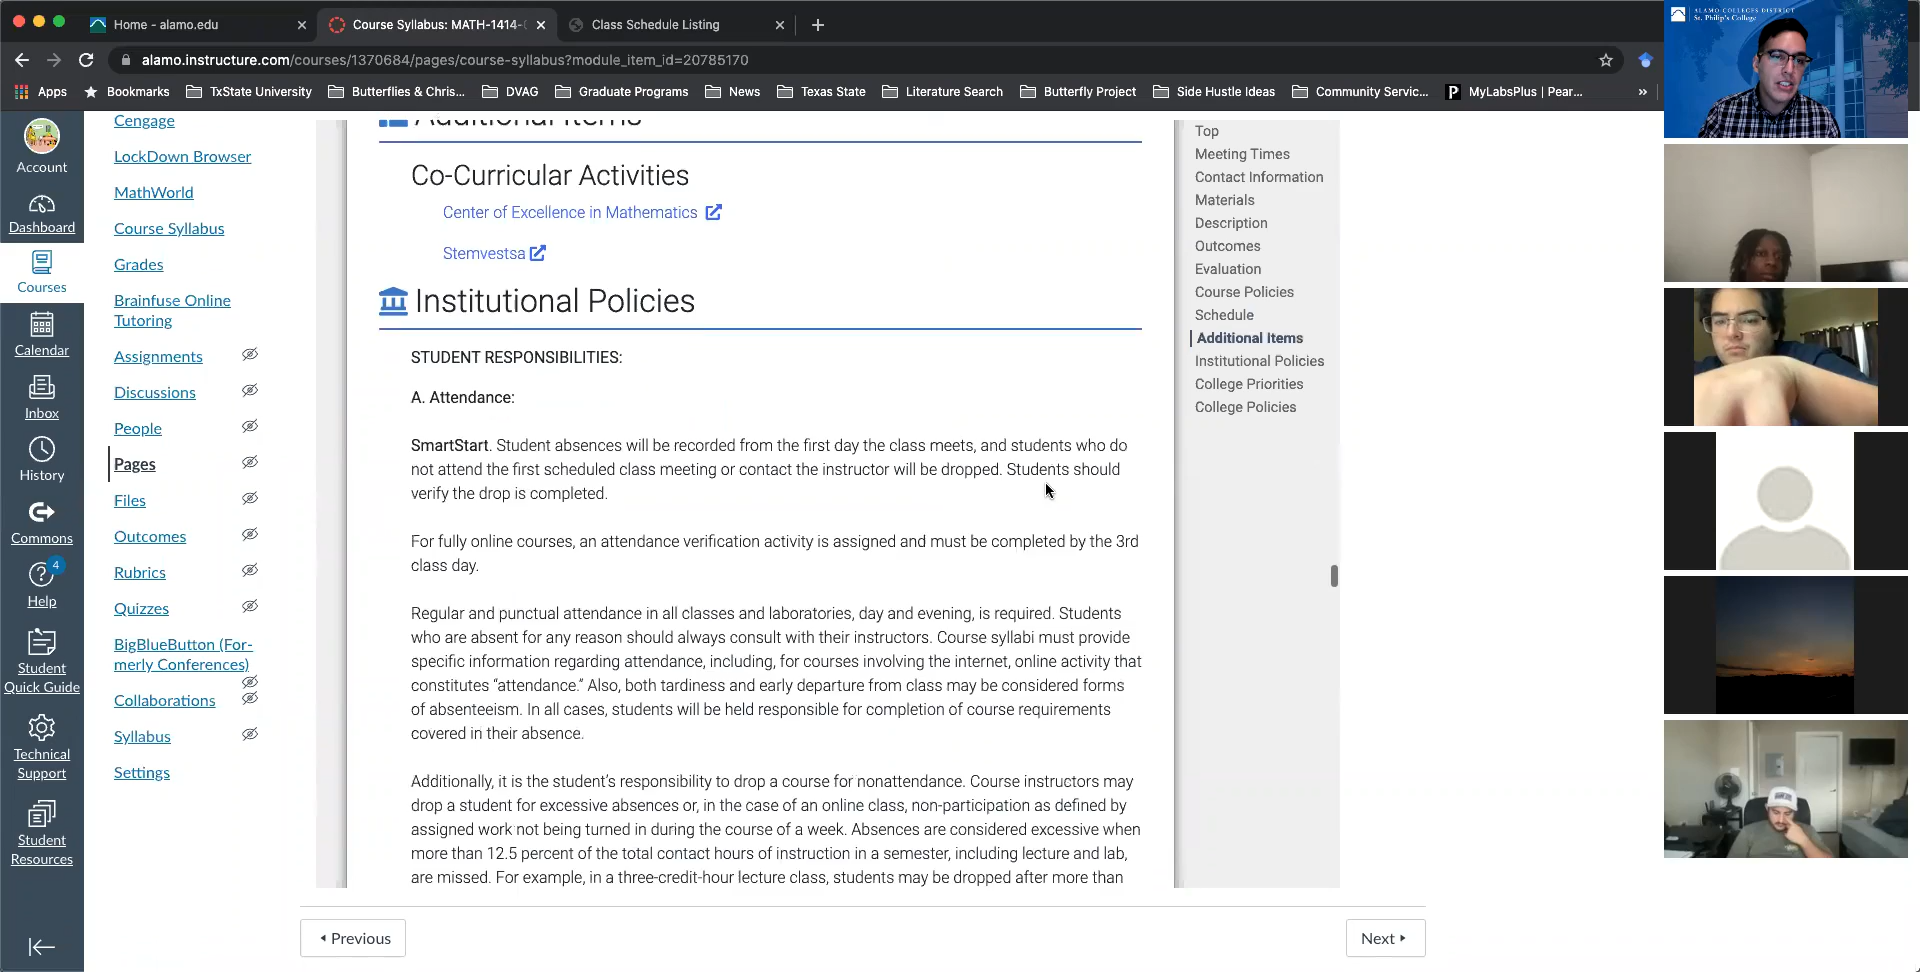 Home - alamo.edu
Course Syllabus: MATH-1414-
Class Schedule Listing
alamo.instructure.com/courses/1370684/pages/course-syllabus?module_item_id=20785170
Apps
Bookmarks
TxState University
Butterflies & Chris...
DVAG
Graduate Programs
News
Texas State
Literature Search
Butterfly Project
Side Hustle Ideas
Community Servic...
MyLabsPlus | Pear...
»
ALAMO COLLEGES DISTRICT
St. Philip's College
Account
Dashboard
Courses
Calendar
Inbox
History
Commons
4
Help
Student
Quick Guide
Technical
Support
Student
Resources
Cengage
LockDown Browser
MathWorld
Course Syllabus
Grades
Brainfuse Online
Tutoring
Assignments
Discussions
People
Pages
Files
Outcomes
Rubrics
Quizzes
BigBlueButton (For-
merly Conferences)
Collaborations
Syllabus
Settings
Additional Items
Co-Curricular Activities
Center of Excellence in Mathematics
Stemvestsa
Institutional Policies
STUDENT RESPONSIBILITIES:
A. Attendance:
SmartStart. Student absences will be recorded from the first day the class meets, and students who do
not attend the first scheduled class meeting or contact the instructor will be dropped. Students should
verify the drop is completed.
For fully online courses, an attendance verification activity is assigned and must be completed by the 3rd
class day.
Regular and punctual attendance in all classes and laboratories, day and evening, is required. Students
who are absent for any reason should always consult with their instructors. Course syllabi must provide
specific information regarding attendance, including, for courses involving the internet, online activity that
constitutes “attendance.” Also, both tardiness and early departure from class may be considered forms
of absenteeism. In all cases, students will be held responsible for completion of course requirements
covered in their absence.
Additionally, it is the student’s responsibility to drop a course for nonattendance. Course instructors may
drop a student for excessive absences or, in the case of an online class, non-participation as defined by
assigned work not being turned in during the course of a week. Absences are considered excessive when
more than 12.5 percent of the total contact hours of instruction in a semester, including lecture and lab,
are missed. For example, in a three-credit-hour lecture class, students may be dropped after more than
Top
Meeting Times
Contact Information
Materials
Description
Outcomes
Evaluation
Course Policies
Schedule
Additional Items
Institutional Policies
College Priorities
College Policies
Previous
Next